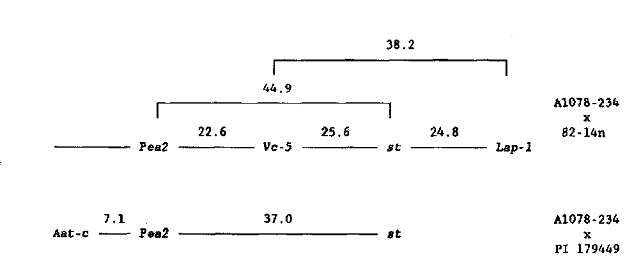 38.2
44.9
A1078-234
x
82-14n
22.6 25.6 24.8
Pea2 Vc-5 st Lap-1
7.1 37.0
Aat-c Pea2 st
A1078-234
x
PI 179449